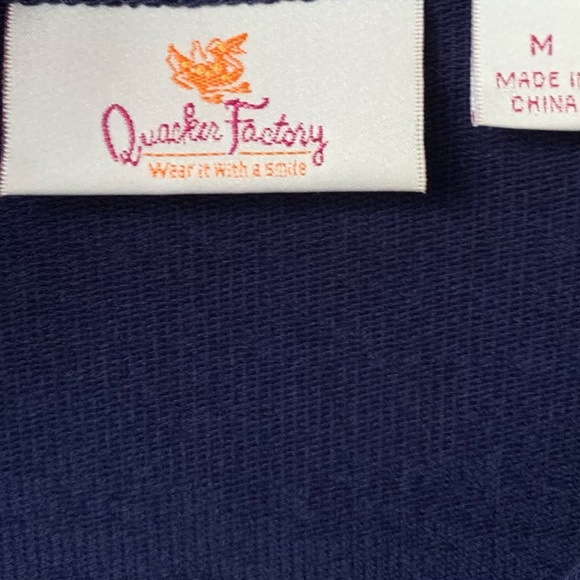 Quacker Factory
Wear it with a smile
M
MADE IN
CHINA